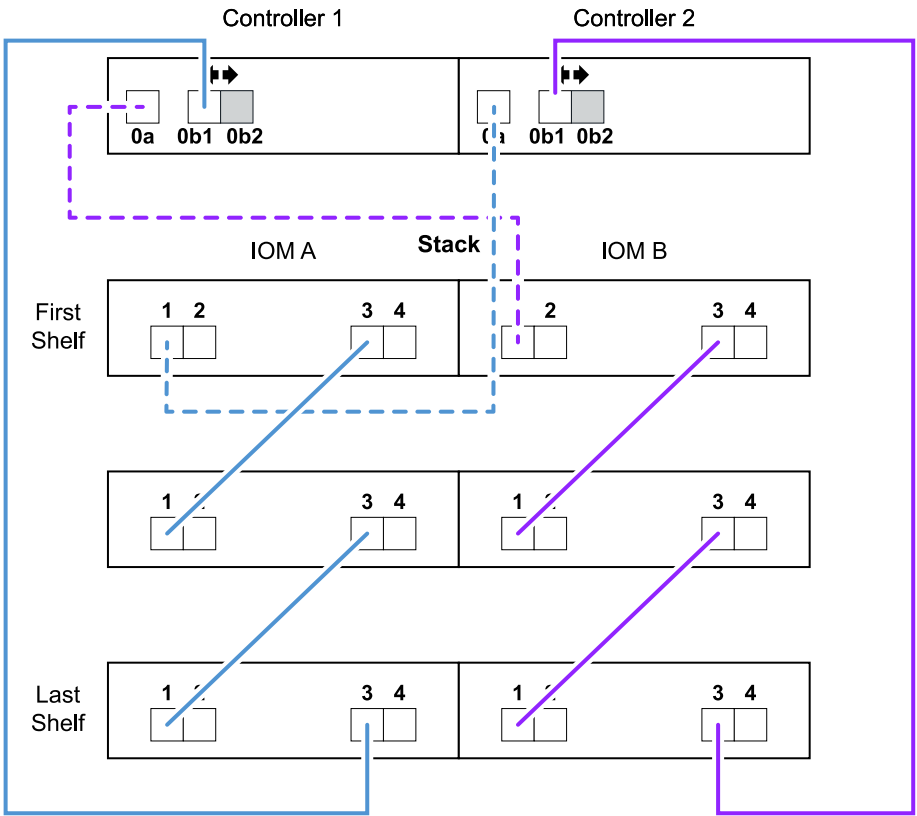 Controller 1 Controller 2
0a 0b1 0b2 0a 0b1 0b2
Stack
IOM A IOM B
First
Shelf
1 2 3 4 2 3 4
1 3 4 1 3 4
Last
Shelf
1 3 4 1 3 4